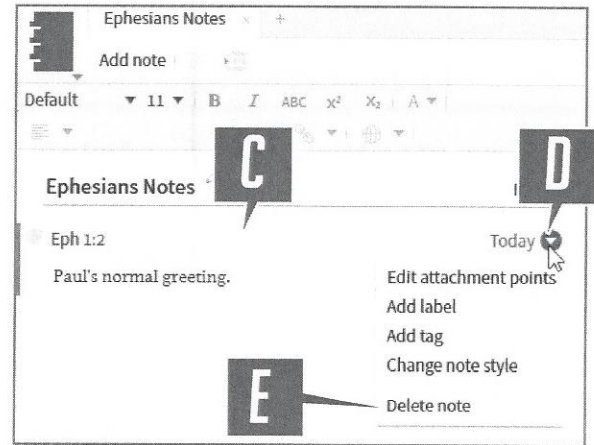 Ephesians Notes × +
Add note
Default 11 B I ABC x² X₂ A
C
D
Ephesians Notes
Eph 1:2 Today
Paul's normal greeting.
Edit attachment points
Add label
Add tag
Change note style
E
Delete note